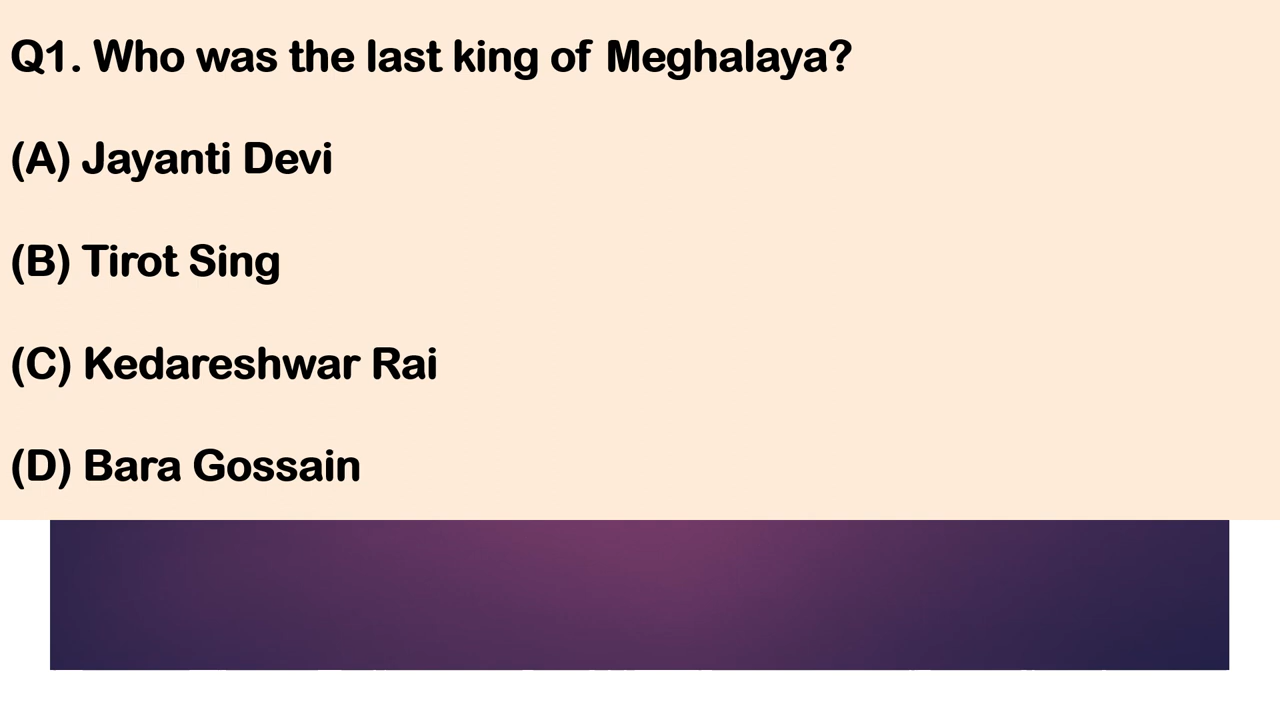 Q1. Who was the last king of Meghalaya?
(A) Jayanti Devi
(B) Tirot Sing
(C) Kedareshwar Rai
(D) Bara Gossain